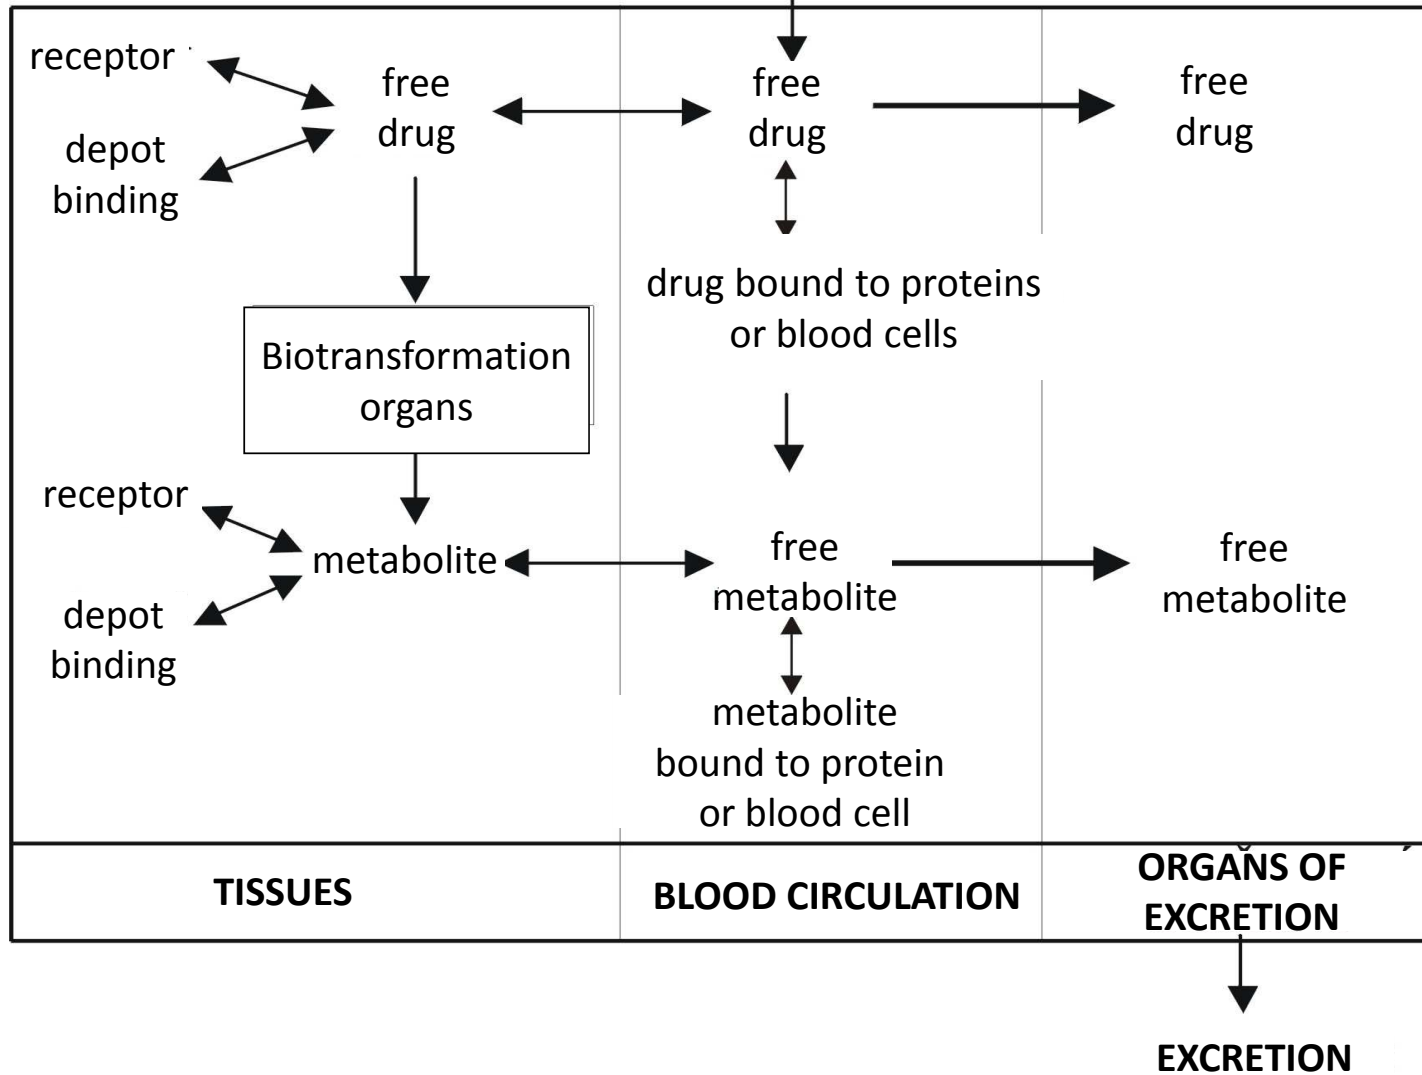 receptor
depot
binding
free
drug
free
drug
free
drug
drug bound to proteins
or blood cells
Biotransformation
organs
receptor
depot
binding
metabolite
free
metabolite
free
metabolite
metabolite
bound to protein
or blood cell
TISSUES
BLOOD CIRCULATION
ORGANS OF
EXCRETION
EXCRETION